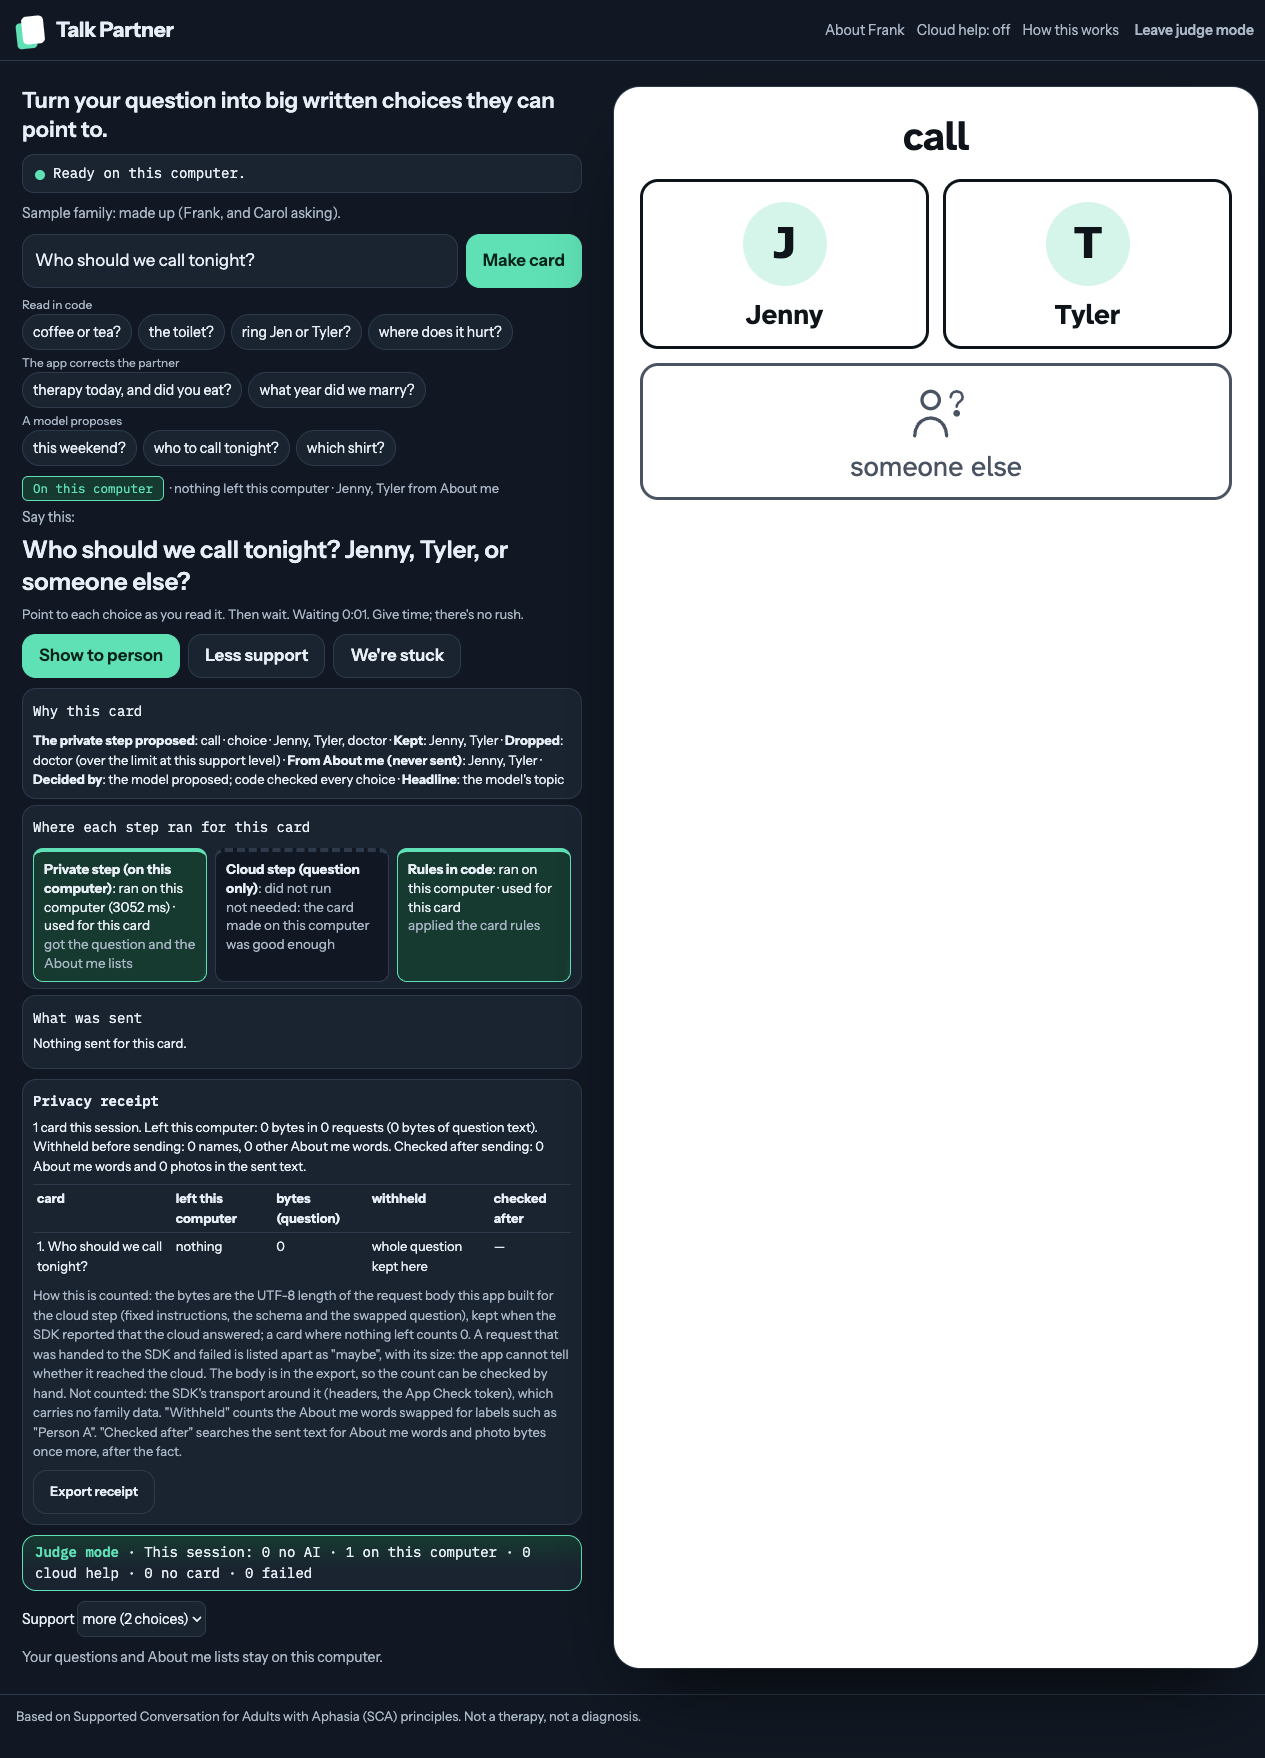 Talk Partner
About Frank Cloud help: off How this works Leave judge mode
Turn your question into big written choices they can
point to.
Ready on this computer.
Sample family: made up (Frank, and Carol asking).
Who should we call tonight? Make card
Read in code
coffee or tea? the toilet? ring Jen or Tyler? where does it hurt?
The app corrects the partner
therapy today, and did you eat? what year did we marry?
A model proposes
this weekend? who to call tonight? which shirt?
On this computer · nothing left this computer · Jenny, Tyler from About me
Say this:
Who should we call tonight? Jenny, Tyler, or
someone else?
Point to each choice as you read it. Then wait. Waiting 0:01. Give time; there's no rush.
Show to person Less support We're stuck
Why this card
The private step proposed: call · choice · Jenny, Tyler, doctor · Kept: Jenny, Tyler · Dropped:
doctor (over the limit at this support level) · From About me (never sent): Jenny, Tyler ·
Decided by: the model proposed; code checked every choice · Headline: the model's topic
Where each step ran for this card
Private step (on this
computer): ran on this
computer (3052 ms) ·
used for this card
got the question and the
About me lists
Cloud step (question
only): did not run
not needed: the card
made on this computer
was good enough
Rules in code: ran on
this computer · used for
this card
applied the card rules
What was sent
Nothing sent for this card.
Privacy receipt
1 card this session. Left this computer: 0 bytes in 0 requests (0 bytes of question text).
Withheld before sending: 0 names, 0 other About me words. Checked after sending: 0
About me words and 0 photos in the sent text.
card left this computer bytes (question) withheld checked after
1. Who should we call tonight? nothing 0 whole question kept here —
How this is counted: the bytes are the UTF-8 length of the request body this app built for
the cloud step (fixed instructions, the schema and the swapped question), kept when the
SDK reported that the cloud answered; a card where nothing left counts 0. A request that
was handed to the SDK and failed is listed apart as "maybe", with its size: the app cannot tell
whether it reached the cloud. The body is in the export, so the count can be checked by
hand. Not counted: the SDK's transport around it (headers, the App Check token), which
carries no family data. "Withheld" counts the About me words swapped for labels such as
"Person A". "Checked after" searches the sent text for About me words and photo bytes
once more, after the fact.
Export receipt
Judge mode · This session: 0 no AI · 1 on this computer · 0
cloud help · 0 no card · 0 failed
Support more (2 choices)
Your questions and About me lists stay on this computer.
call
J
Jenny
T
Tyler
?
someone else
Based on Supported Conversation for Adults with Aphasia (SCA) principles. Not a therapy, not a diagnosis.